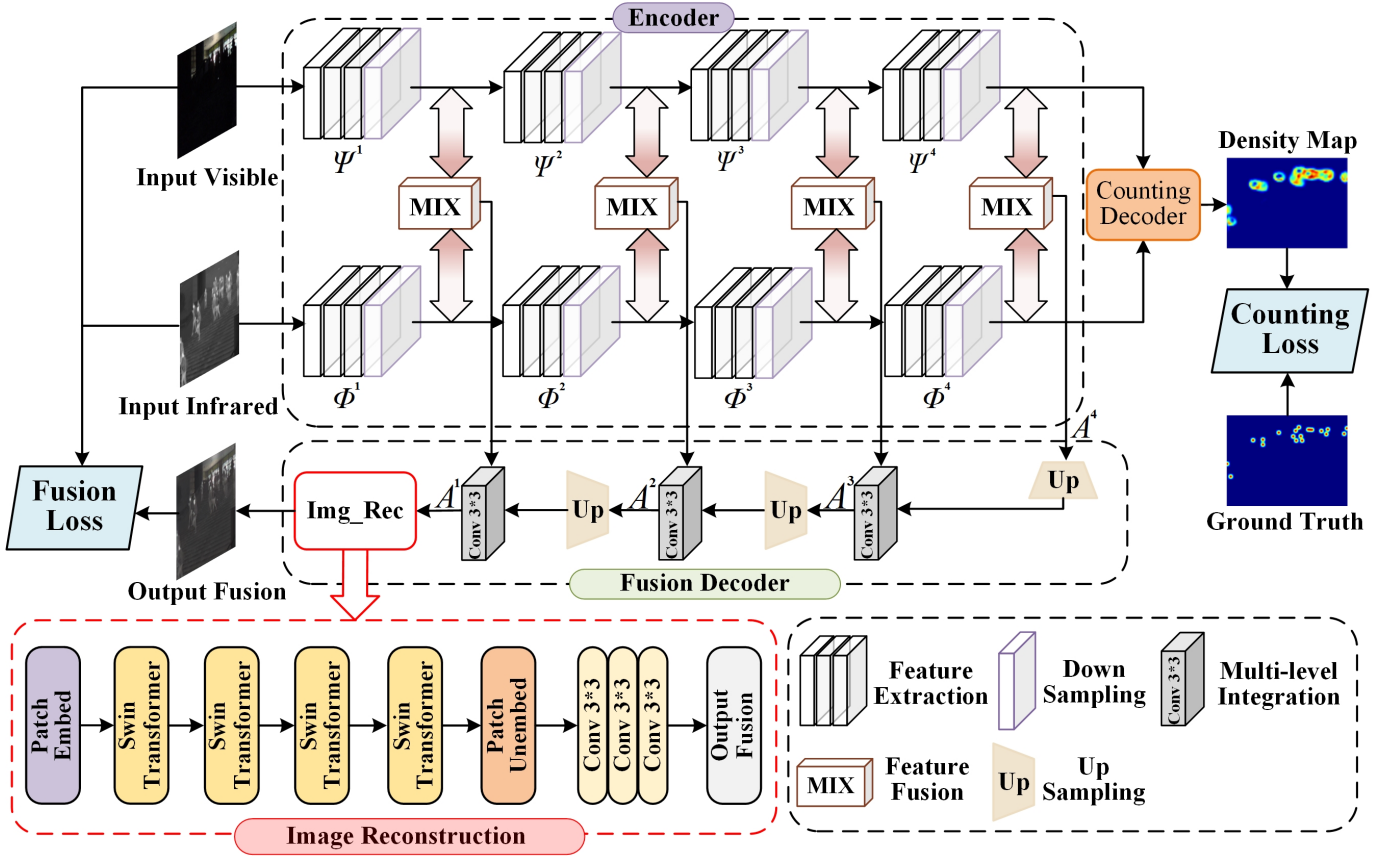 Encoder
Ψ1
Ψ2
Ψ3
Ψ4
Input Visible
MIX
MIX
MIX
MIX
Counting
Decoder
Density Map
Counting
Loss
Ground Truth
Φ1
Φ2
Φ3
Φ4
Input Infrared
A4
Fusion
Loss
Img_Rec
A1
Conv 3*3
Up
A2
Conv 3*3
Up
A3
Conv 3*3
Up
Output Fusion
Fusion Decoder
Patch
Embed
Swin
Transformer
Swin
Transformer
Swin
Transformer
Swin
Transformer
Patch
Unembed
Conv 3*3
Conv 3*3
Conv 3*3
Output
Fusion
Image Reconstruction
Feature
Extraction
Down
Sampling
Conv 3*3
Multi-level
Integration
MIX
Feature
Fusion
Up
Up
Sampling